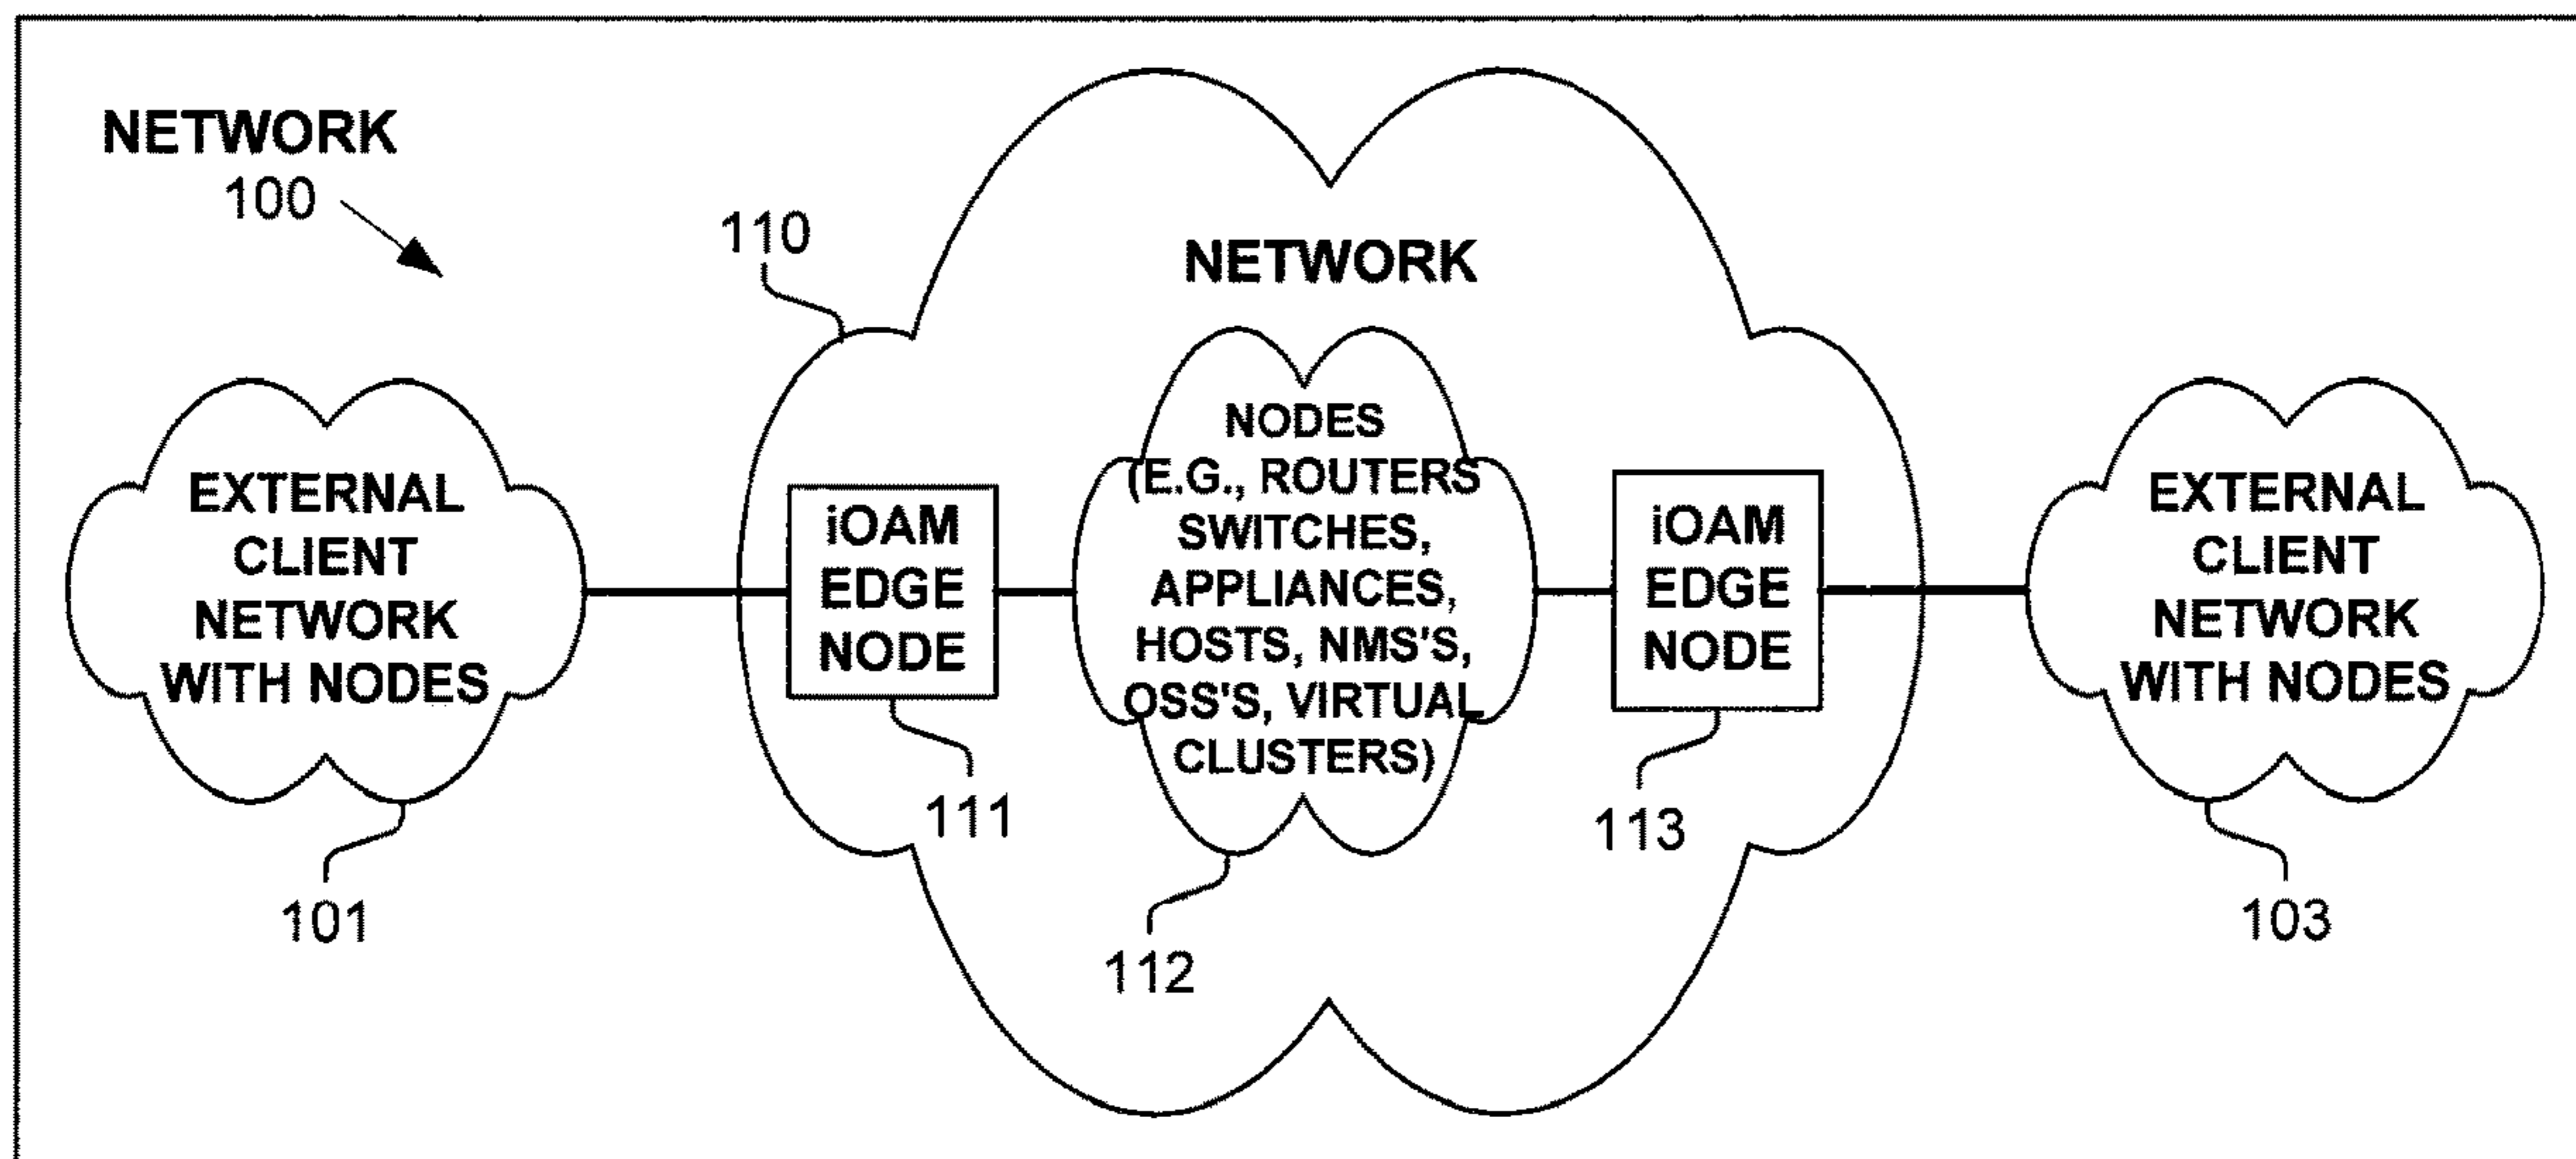 NETWORK
100
110
NETWORK
EXTERNAL
CLIENT
NETWORK
WITH NODES
101
iOAM
EDGE
NODE
111
NODES
(E.G., ROUTERS
SWITCHES,
APPLIANCES,
HOSTS, NMS'S,
OSS'S, VIRTUAL
CLUSTERS)
112
iOAM
EDGE
NODE
113
EXTERNAL
CLIENT
NETWORK
WITH NODES
103